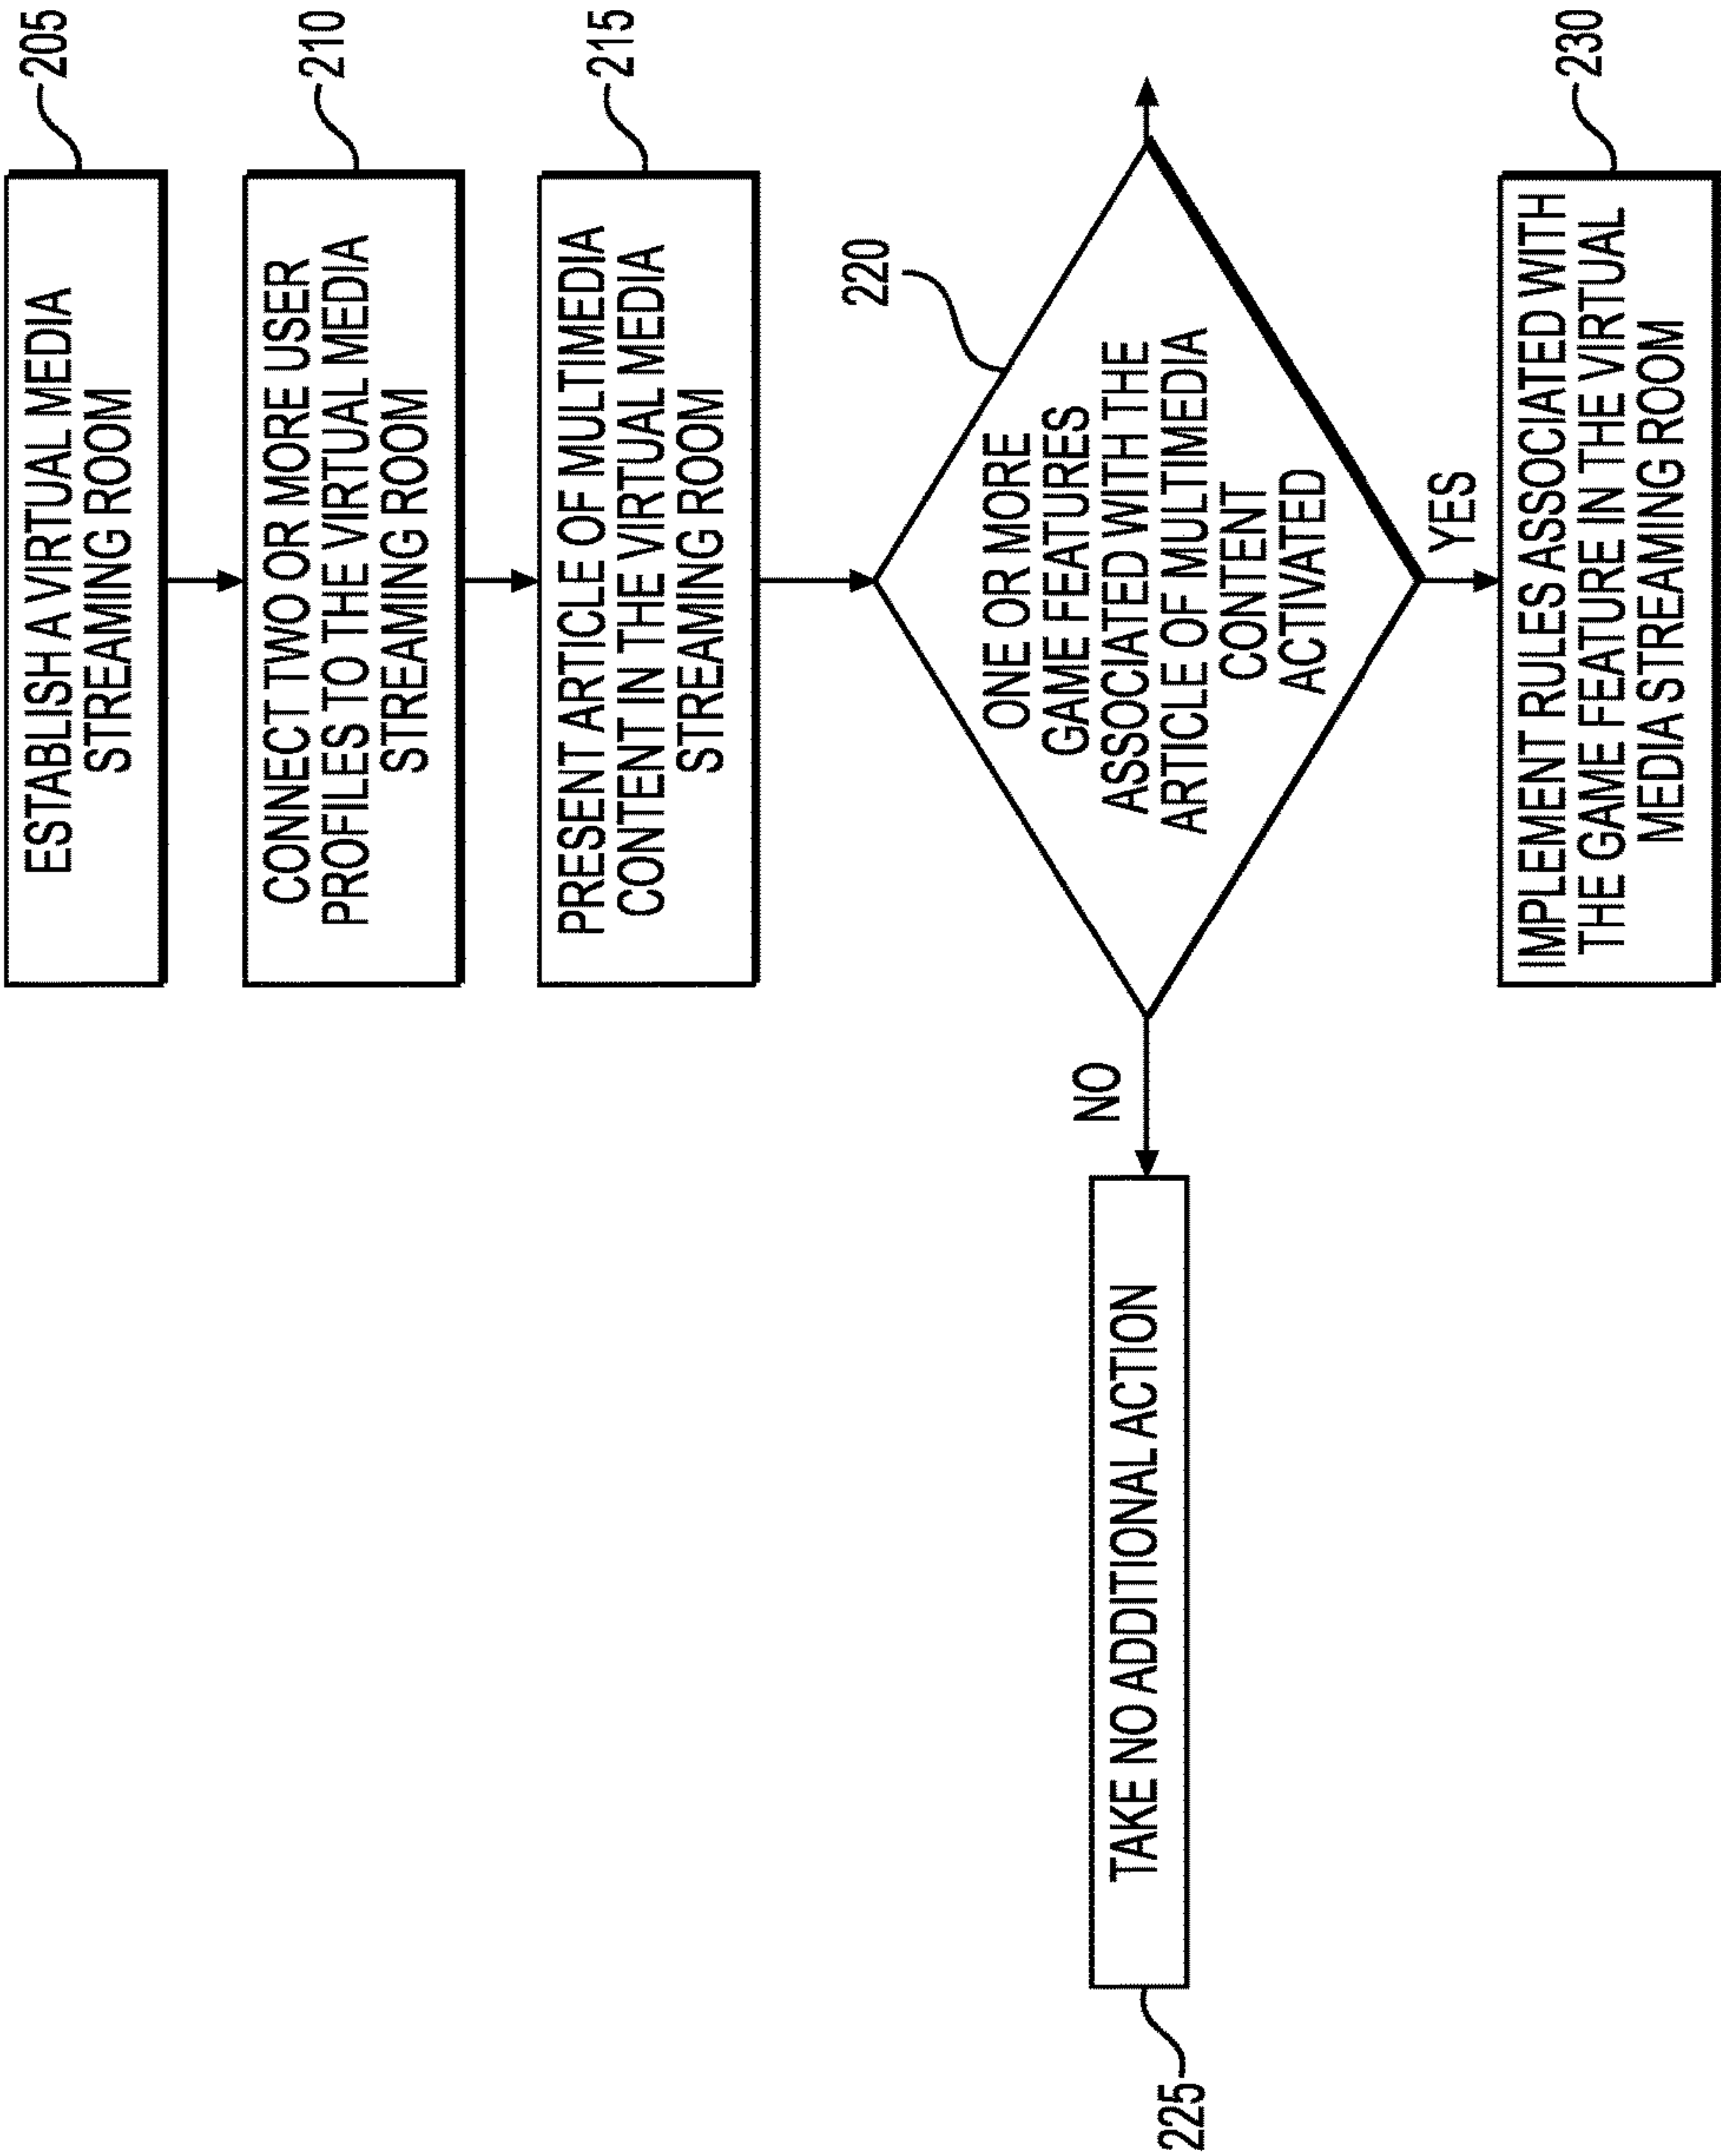 205
ESTABLISH A VIRTUAL MEDIA
STREAMING ROOM
210
CONNECT TWO OR MORE USER
PROFILES TO THE VIRTUAL MEDIA
STREAMING ROOM
215
PRESENT ARTICLE OF MULTIMEDIA
CONTENT IN THE VIRTUAL MEDIA
STREAMING ROOM
220
ONE OR MORE
GAME FEATURES
ASSOCIATED WITH THE
ARTICLE OF MULTIMEDIA
CONTENT
ACTIVATED
NO
TAKE NO ADDITIONAL ACTION
225
YES
230
IMPLEMENT RULES ASSOCIATED WITH
THE GAME FEATURE IN THE VIRTUAL
MEDIA STREAMING ROOM